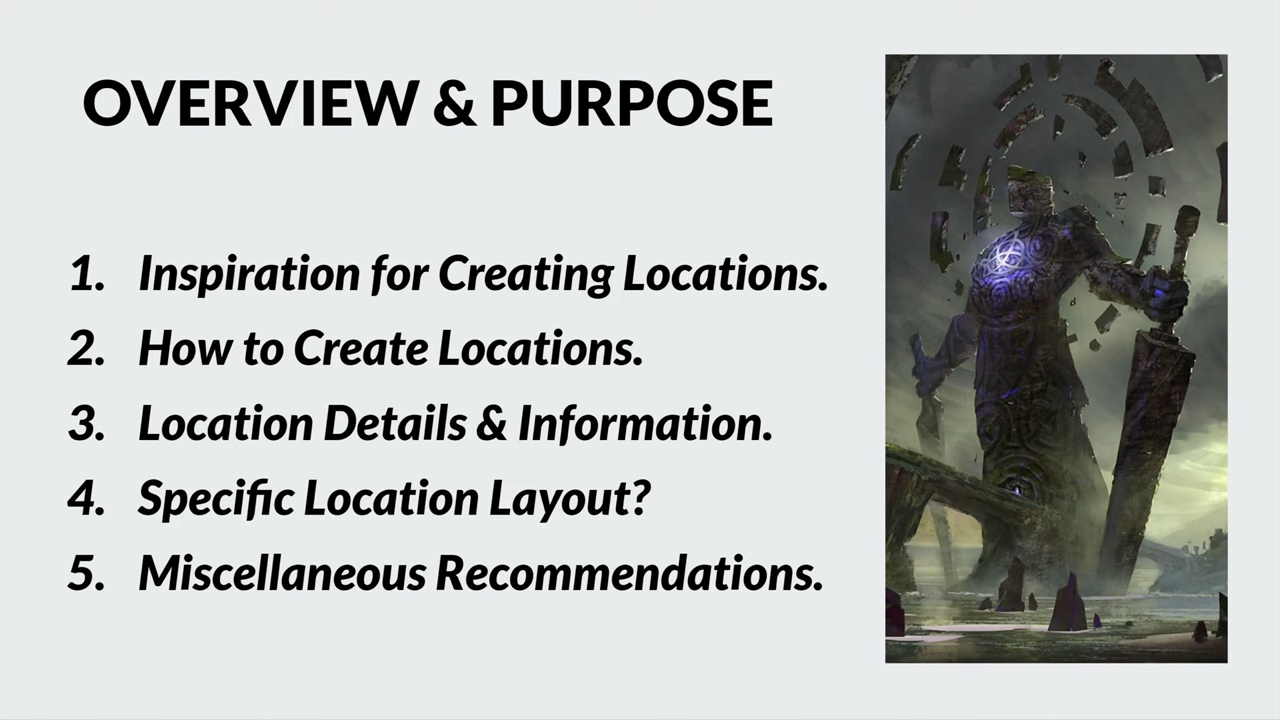 OVERVIEW & PURPOSE
1. Inspiration for Creating Locations.
2. How to Create Locations.
3. Location Details & Information.
4. Specific Location Layout?
5. Miscellaneous Recommendations.